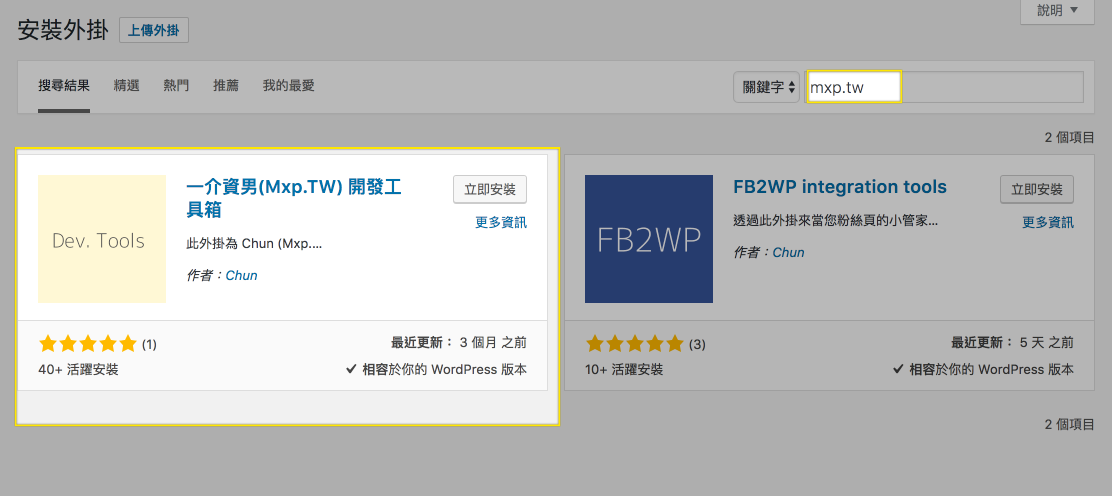 安裝外掛 上傳外掛 說明
搜尋結果 精選 熱門 推薦 我的最愛 關鍵字 mxp.tw
2 個項目
Dev. Tools
一介資男(Mxp.TW) 開發工
具箱
立即安裝
更多資訊
此外掛為 Chun (Mxp....
作者：Chun
(1)
最近更新： 3 個月 之前
40+ 活躍安裝
相容於你的 WordPress 版本
FB2WP
FB2WP integration tools
立即安裝
更多資訊
透過此外掛來當您粉絲頁的小管家...
作者：Chun
(3)
最近更新： 5 天 之前
10+ 活躍安裝
相容於你的 WordPress 版本
2 個項目